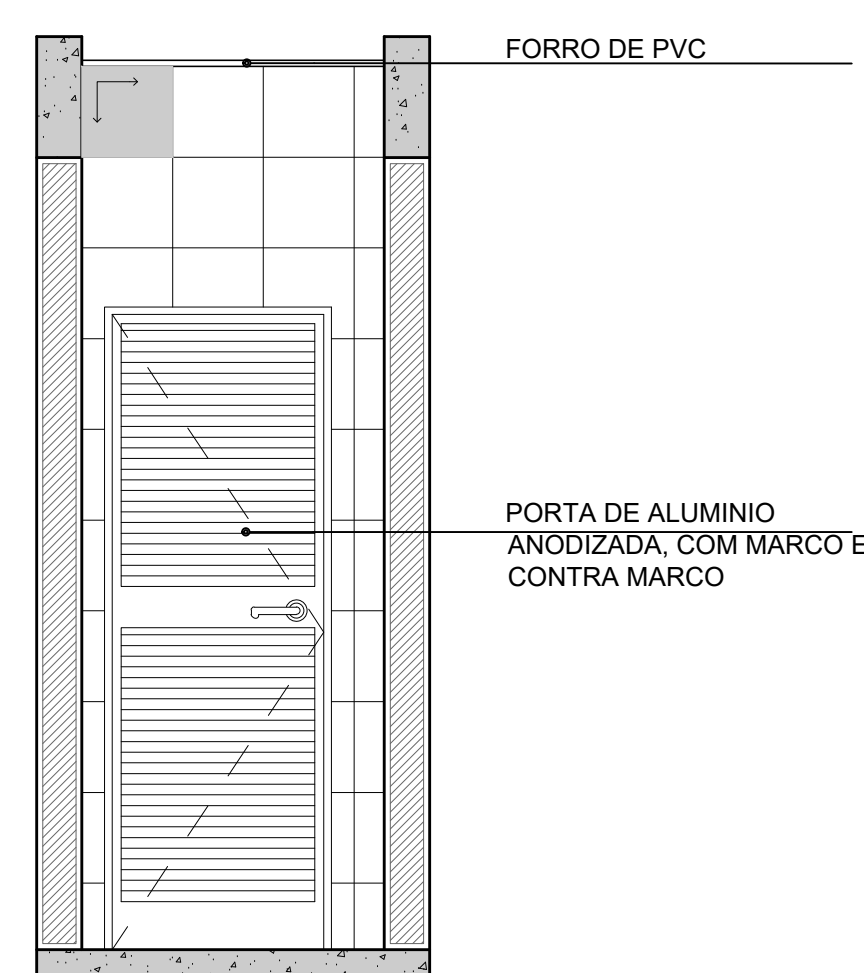 FORRO DE PVC
PORTA DE ALUMINIO
ANODIZADA, COM MARCO E
CONTRA MARCO